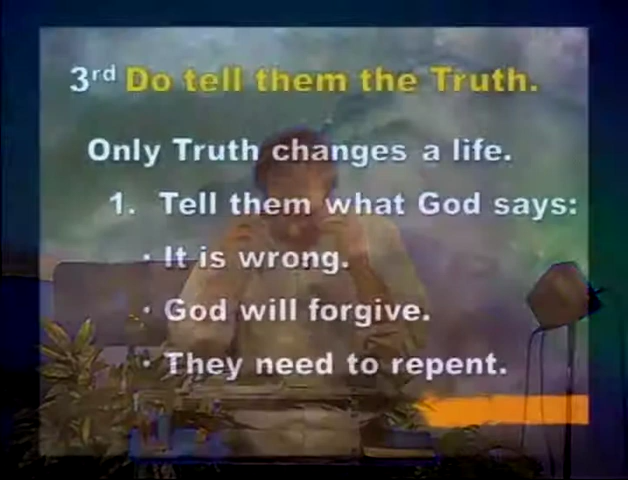 3rd Do tell them the Truth.
Only Truth changes a life.
1. Tell them what God says:
· It is wrong.
· God will forgive.
· They need to repent.